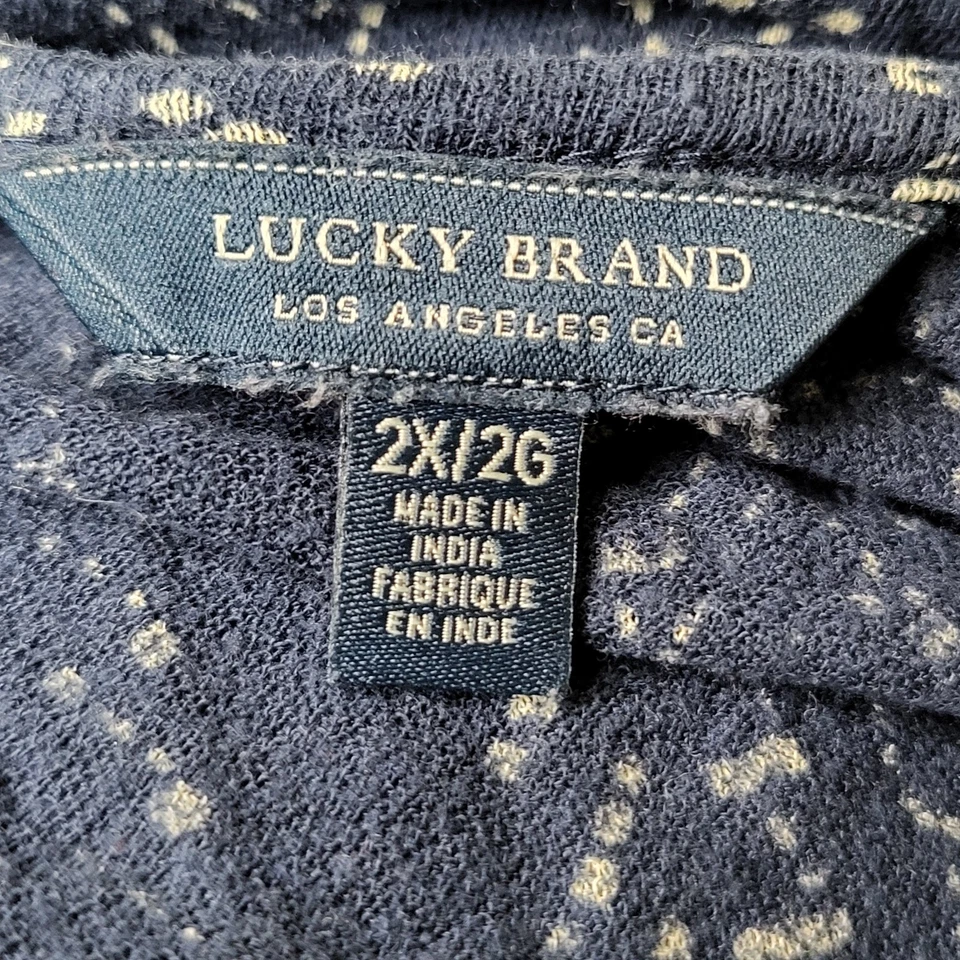 LUCKY BRAND
LOS ANGELES CA
2X/2G
MADE IN
INDIA
FABRIQUE
EN INDE